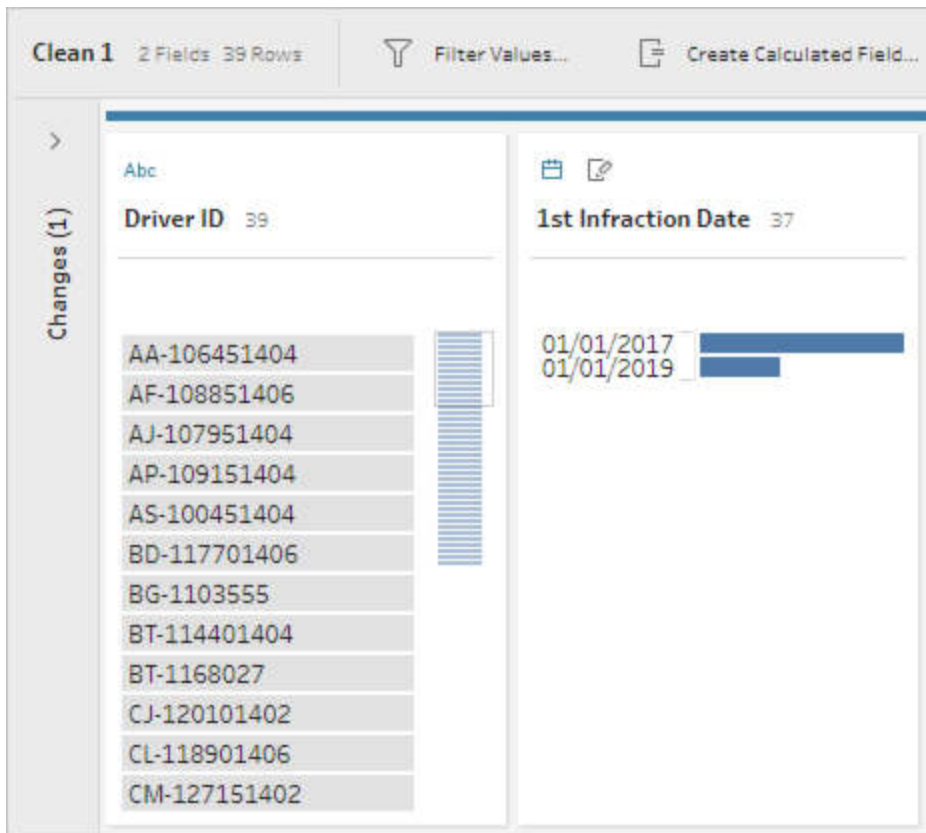 Clean 1 2 Fields 39 Rows Filter Values... Create Calculated Field...
Changes (1)
Abc
Driver ID 39
1st Infraction Date 37
AA-106451404
AF-108851406
AJ-107951404
AP-109151404
AS-100451404
BD-117701406
BG-1103555
BT-114401404
BT-1168027
CJ-120101402
CL-118901406
CM-127151402
01/01/2017
01/01/2019